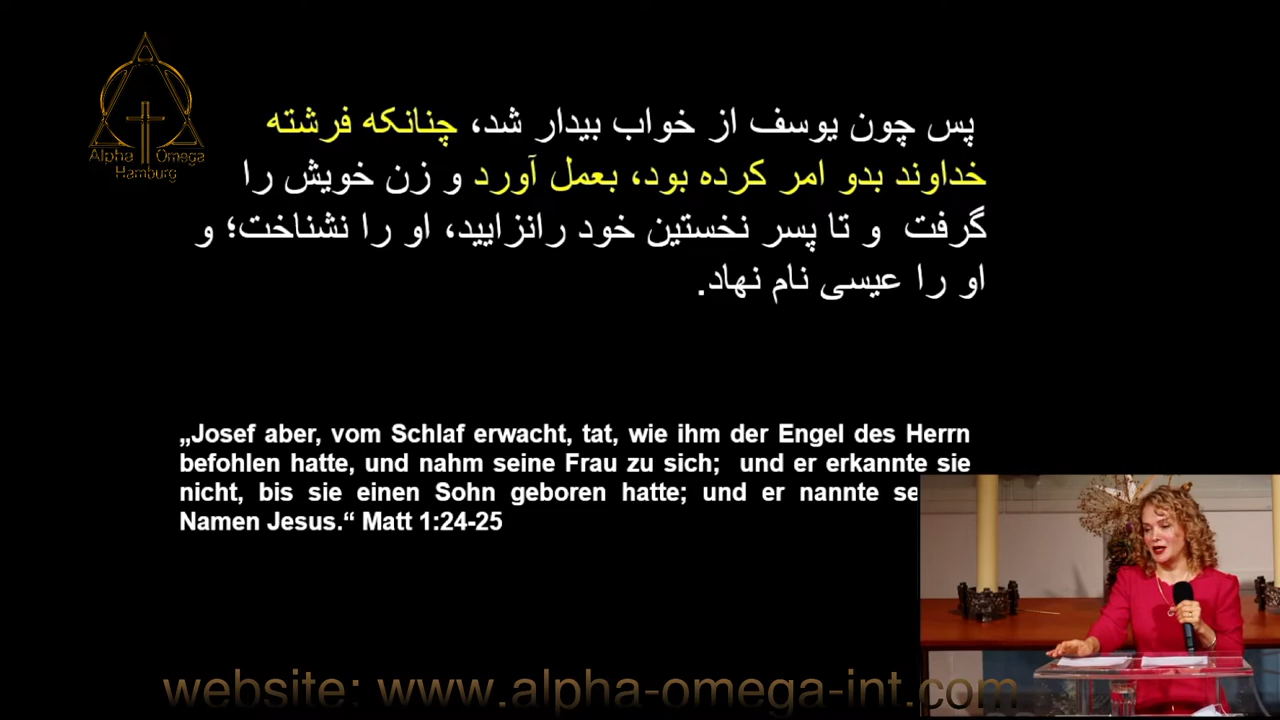 Alpha Omega
Hamburg
پس چون یوسف از خواب بیدار شد، چنانکه فرشته
خداوند بدو امر کرده بود، بعمل آورد و زن خویش را
گرفت و تا پسر نخستین خود رانزایید، او را نشناخت؛ و
او را عیسی نام نهاد.
„Josef aber, vom Schlaf erwacht, tat, wie ihm der Engel des Herrn
befohlen hatte, und nahm seine Frau zu sich; und er erkannte sie
nicht, bis sie einen Sohn geboren hatte; und er nannte
Namen Jesus.“ Matt 1:24-25
website: www.alpha-omega-int.com